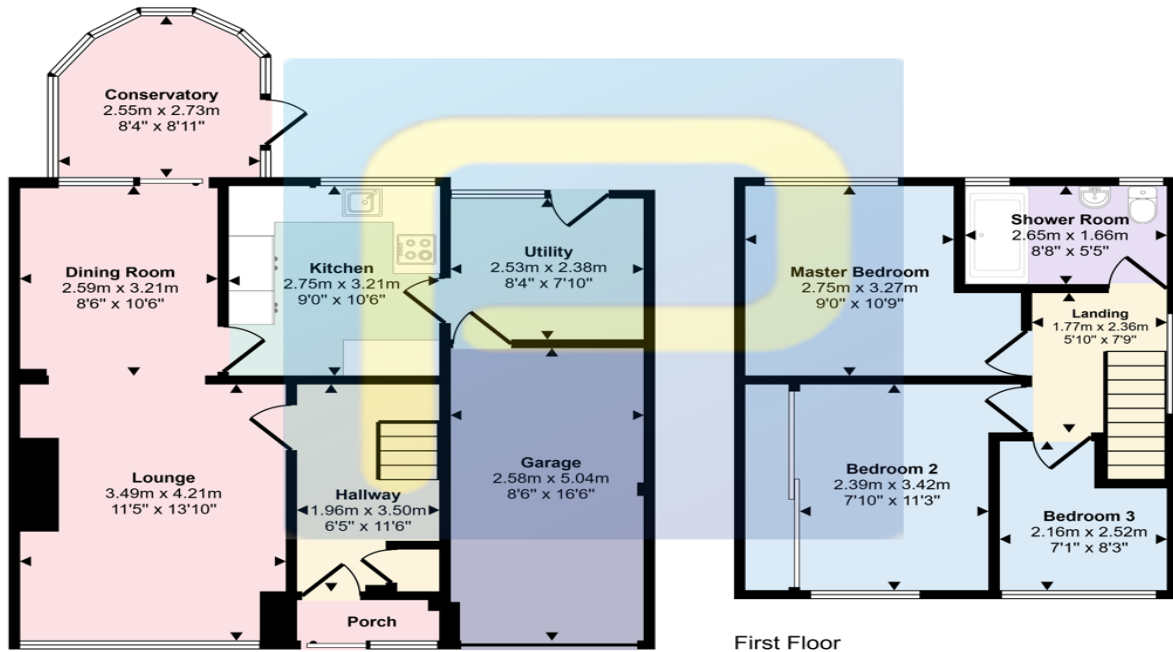 Conservatory
2.55m x 2.73m
8'4" x 8'11"
Dining Room
2.59m x 3.21m
8'6" x 10'6"
Kitchen
2.75m x 3.21m
9'0" x 10'6"
Utility
2.53m x 2.38m
8'4" x 7'10"
Lounge
3.49m x 4.21m
11'5" x 13'10"
Hallway
1.96m x 3.50m
6'5" x 11'6"
Garage
2.58m x 5.04m
8'6" x 16'6"
Porch
Master Bedroom
2.75m x 3.27m
9'0" x 10'9"
Shower Room
2.65m x 1.66m
8'8" x 5'5"
Landing
1.77m x 2.36m
5'10" x 7'9"
Bedroom 2
2.39m x 3.42m
7'10" x 11'3"
Bedroom 3
2.16m x 2.52m
7'1" x 8'3"
First Floor